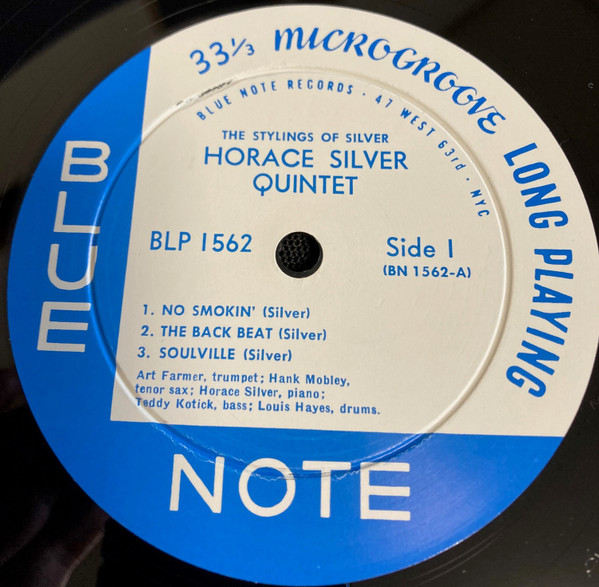 33⅓ MICROGROOVE LONG PLAYING
BLUE NOTE RECORDS · 47 WEST 63rd · NYC
THE STYLINGS OF SILVER
HORACE SILVER
QUINTET
BLP 1562
Side 1
(BN 1562-A)
1. NO SMOKIN' (Silver)
2. THE BACK BEAT (Silver)
3. SOULVILLE (Silver)
Art Farmer, trumpet; Hank Mobley,
tenor sax; Horace Silver, piano;
Teddy Kotick, bass; Louis Hayes, drums.
BLUE
NOTE